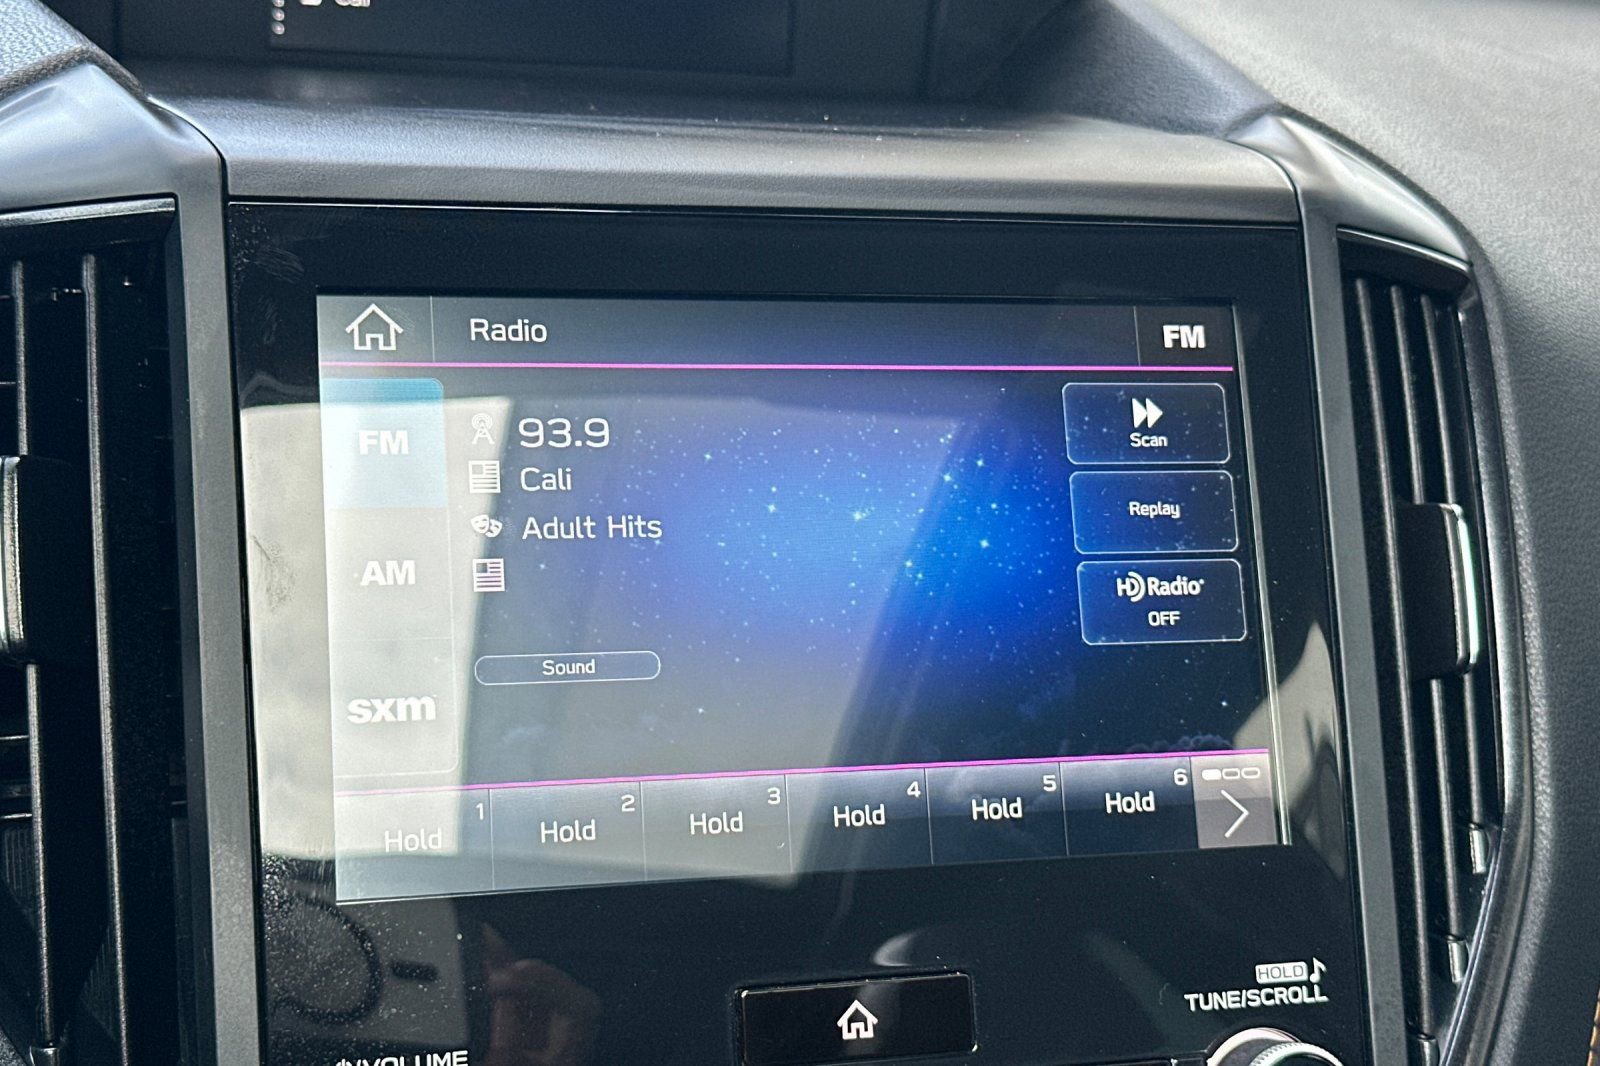 Cali
Radio
FM
FM
93.9
Scan
Cali
Replay
Adult Hits
AM
HD Radio
OFF
Sound
sxm
1
Hold
2
Hold
3
Hold
4
Hold
5
Hold
6
Hold
HOLD
TUNE/SCROLL
VOLUME